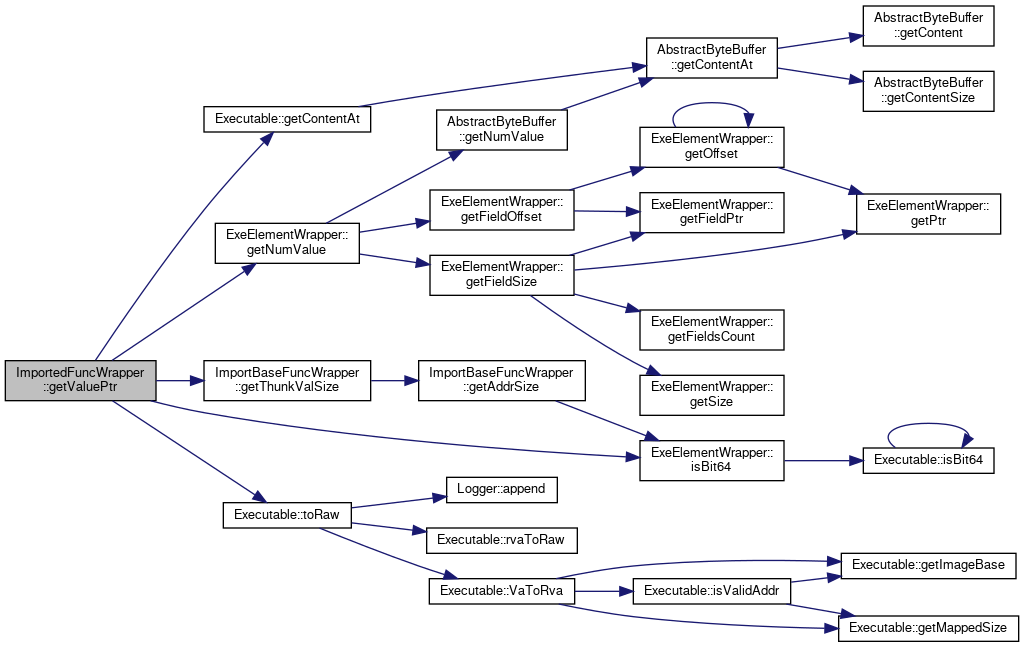 AbstractByteBuffer
::getContent
AbstractByteBuffer
::getContentAt
AbstractByteBuffer
::getContentSize
Executable::getContentAt
AbstractByteBuffer
::getNumValue
ExeElementWrapper::
getOffset
ExeElementWrapper::
getFieldOffset
ExeElementWrapper::
getFieldPtr
ExeElementWrapper::
getPtr
ExeElementWrapper::
getNumValue
ExeElementWrapper::
getFieldSize
ExeElementWrapper::
getFieldsCount
ImportedFuncWrapper
::getValuePtr
ImportBaseFuncWrapper
::getThunkValSize
ImportBaseFuncWrapper
::getAddrSize
ExeElementWrapper::
getSize
ExeElementWrapper::
isBit64
Executable::isBit64
Executable::toRaw
Logger::append
Executable::rvaToRaw
Executable::VaToRva
Executable::isValidAddr
Executable::getImageBase
Executable::getMappedSize